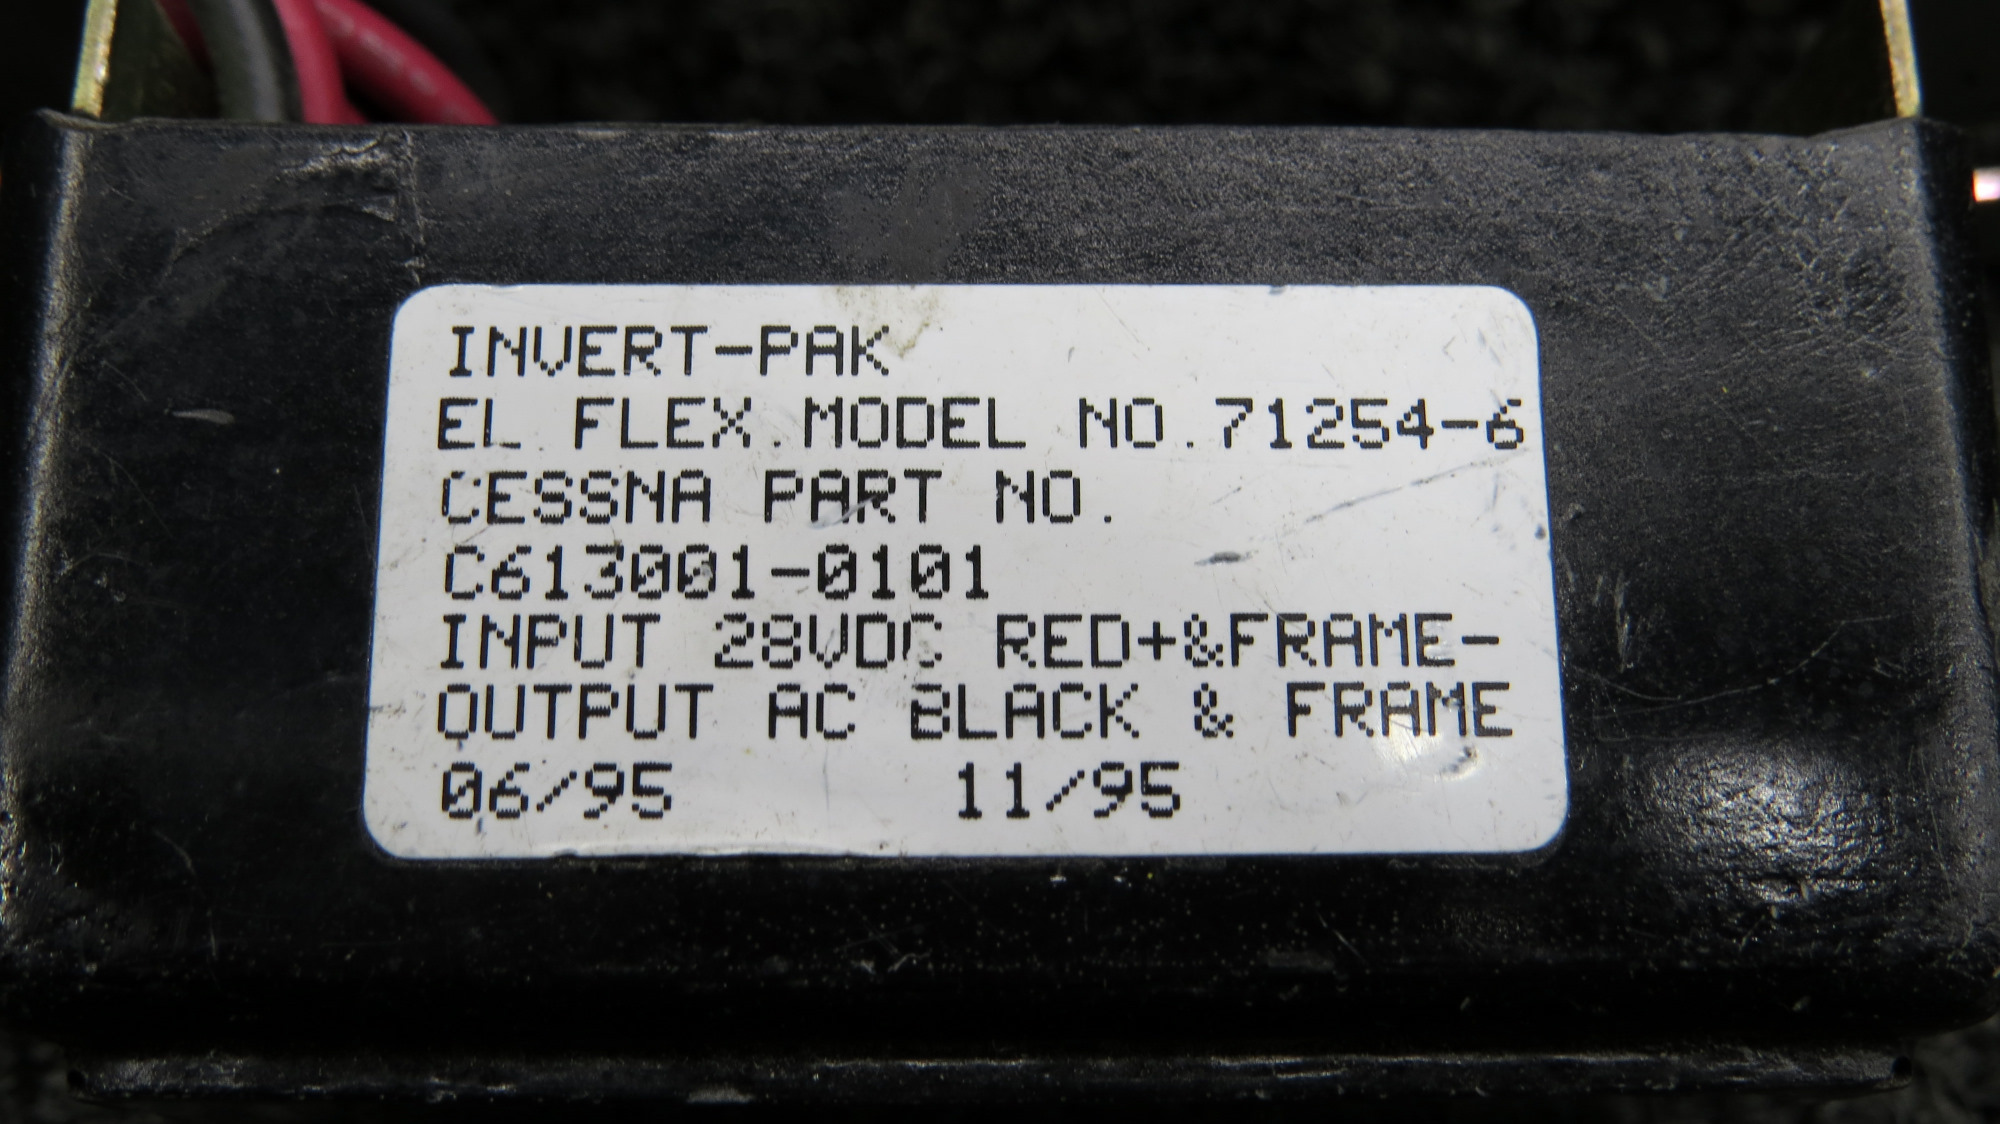 INVERT-PAK
EL FLEX.MODEL NO.71254-6
CESSNA PART NO.
C613001-0101
INPUT 28VDC RED+&FRAME-
OUTPUT AC BLACK & FRAME
06/95 11/95